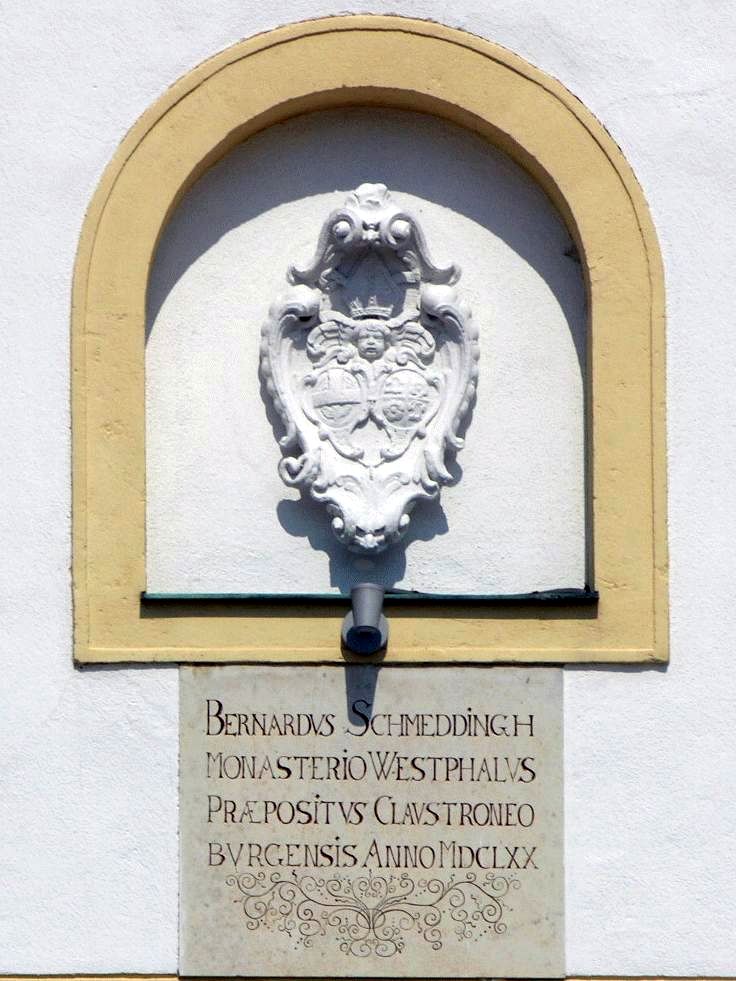 BERNARDVS SCHMEDDINGH
MONASTERIO WESTPHALVS
PRÆPOSITVS CLAVSTRONEO
BVRGENSIS ANNO MDCLXX